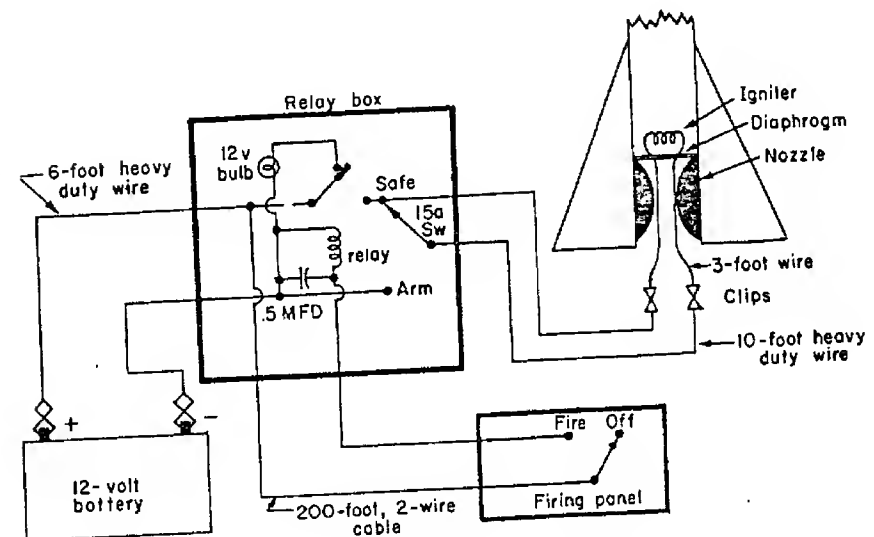 Relay box
12v
bulb
6-foot heavy
duty wire
Safe
15a
Sw
relay
Arm
.5 MFD
Igniter
Diaphrogm
Nozzle
3-foot wire
Clips
10-foot heavy
duty wire
+
-
12-volt
bottery
Fire
Off
Firing panel
200-foot, 2-wire
cable